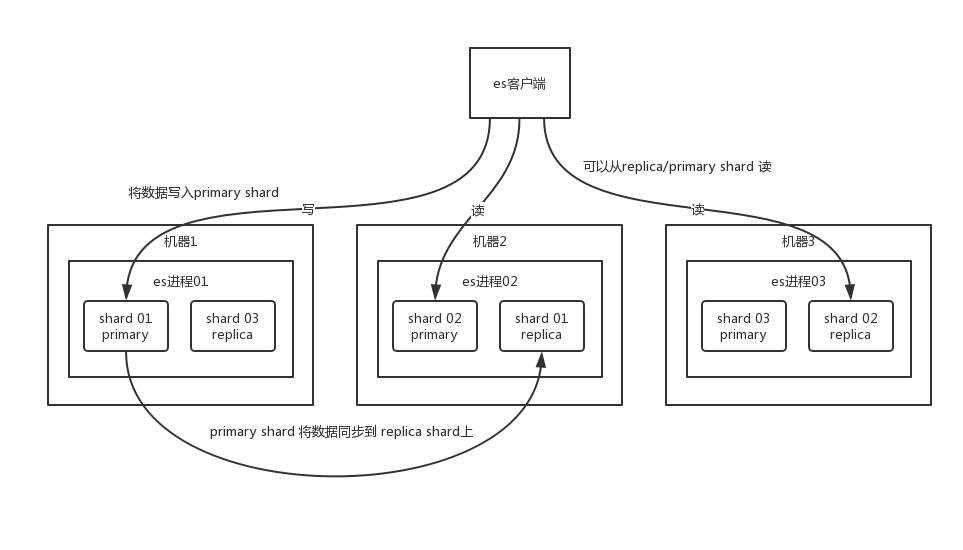 es客户端
可以从replica/primary shard 读
将数据写入primary shard
写
读
读
机器1
机器2
机器3
es进程01
es进程02
es进程03
shard 01
primary
shard 03
replica
shard 02
primary
shard 01
replica
shard 03
primary
shard 02
replica
primary shard 将数据同步到 replica shard上